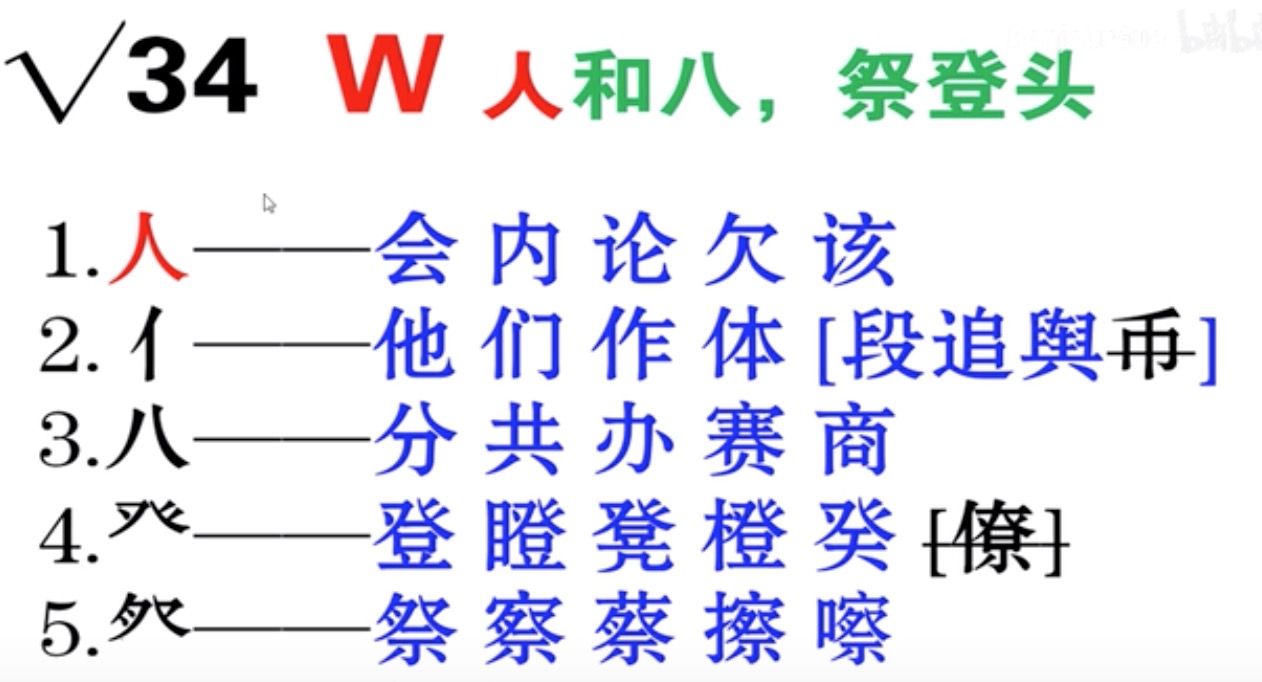 √34 W 人和八，祭登头
1.人——会 内 论 欠 该
2.亻——他 们 作 体 [段追舆币]
3.八——分 共 办 赛 商
4.癶——登 瞪 凳 橙 癸 [僚]
5.㓁——祭 察 蔡 擦 嚓